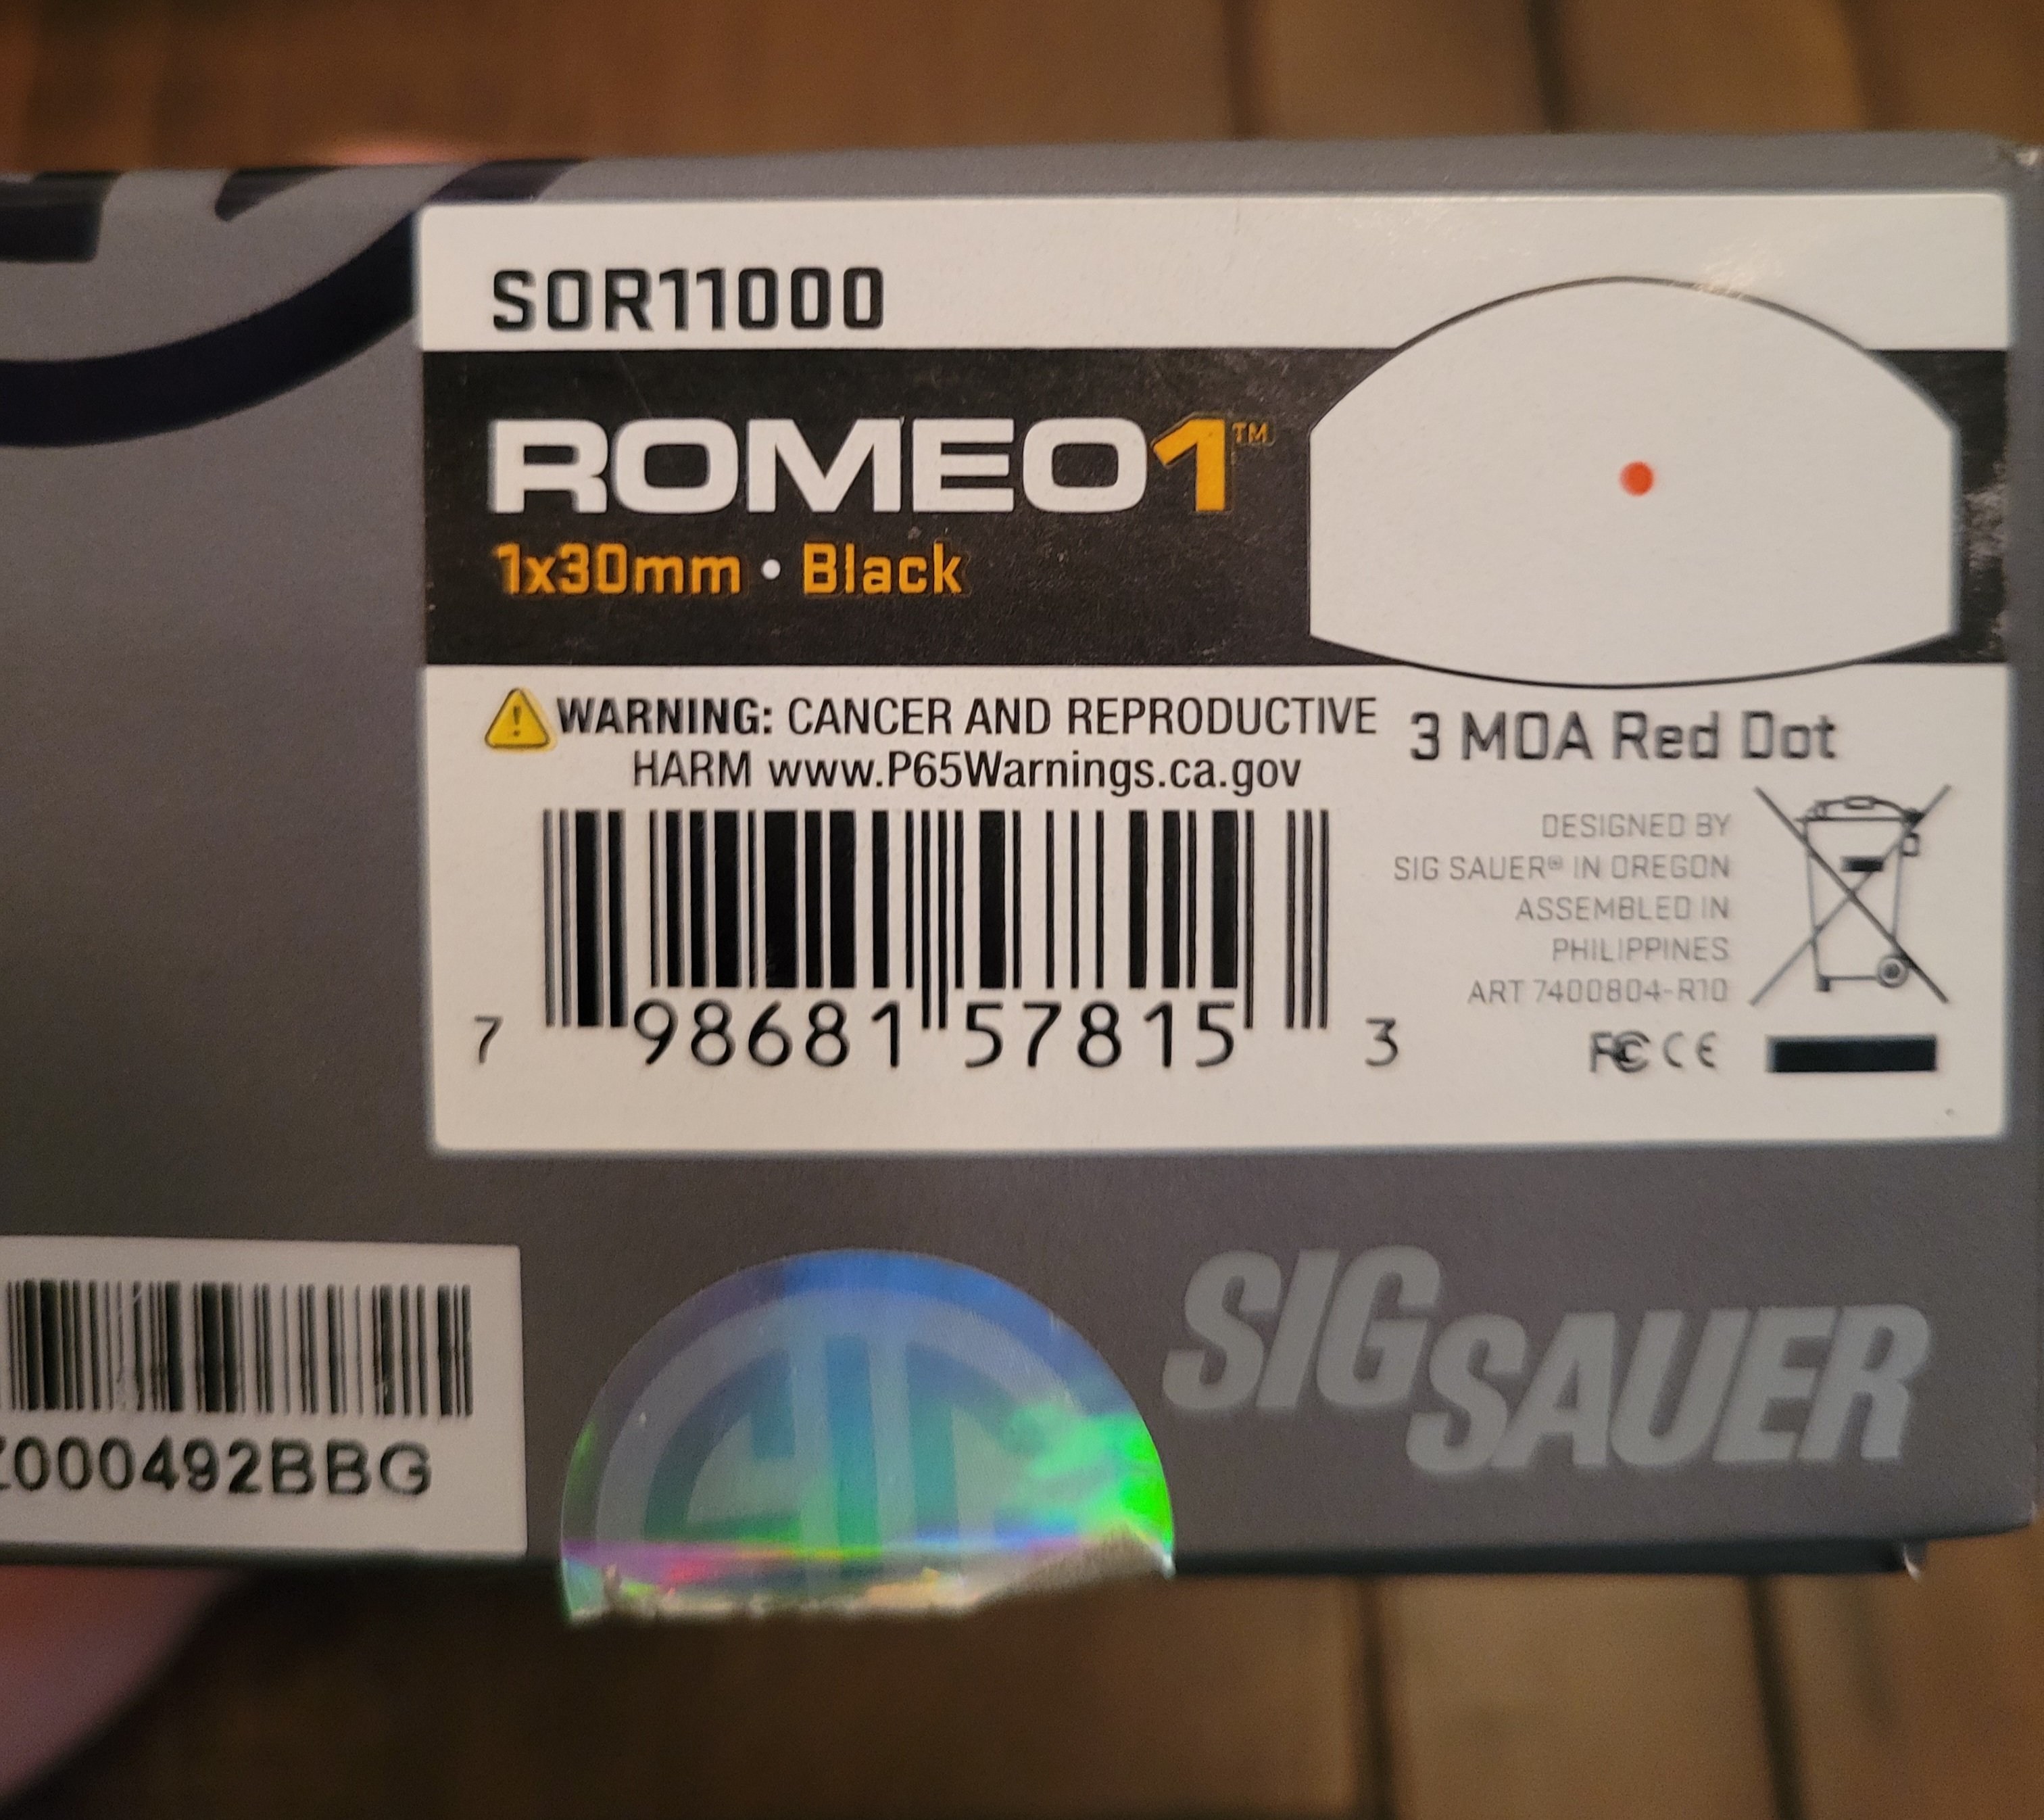 SOR11000
ROMEO1™
1x30mm • Black
WARNING: CANCER AND REPRODUCTIVE
HARM www.P65Warnings.ca.gov
3 MOA Red Dot
DESIGNED BY
SIG SAUER® IN OREGON
ASSEMBLED IN
PHILIPPINES
ART 7400804-R10
FC CE
7 98681 57815 3
000492BBG
SIG SAUER